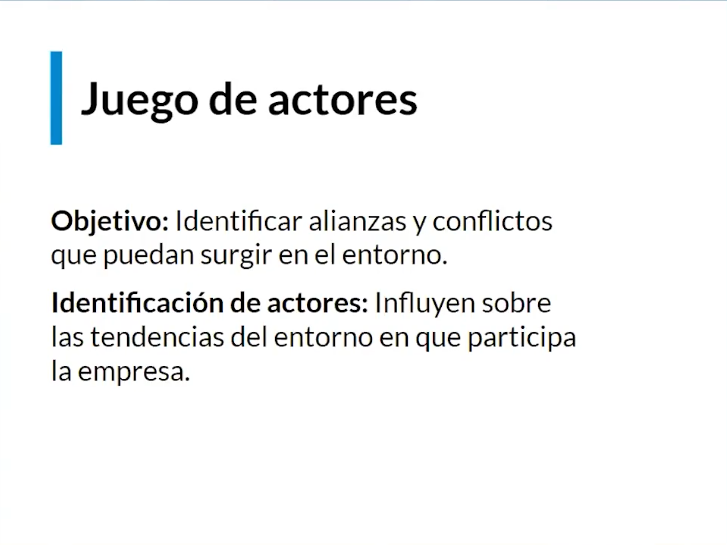 Juego de actores
Objetivo: Identificar alianzas y conflictos
que puedan surgir en el entorno.
Identificación de actores: Influyen sobre
las tendencias del entorno en que participa
la empresa.